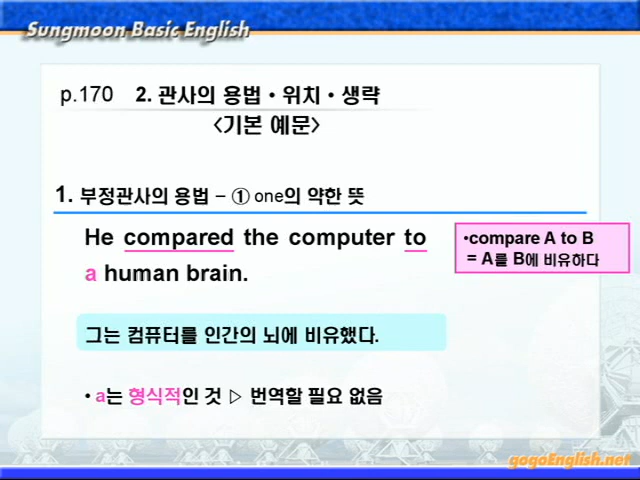 Sungmoon Basic English
p.170 2. 관사의 용법 • 위치 • 생략
<기본 예문>
1. 부정관사의 용법 – ① one의 약한 뜻
He compared the computer to
a human brain.
•compare A to B
= A를 B에 비유하다
그는 컴퓨터를 인간의 뇌에 비유했다.
• a는 형식적인 것 ▷ 번역할 필요 없음
gogoEnglish.net